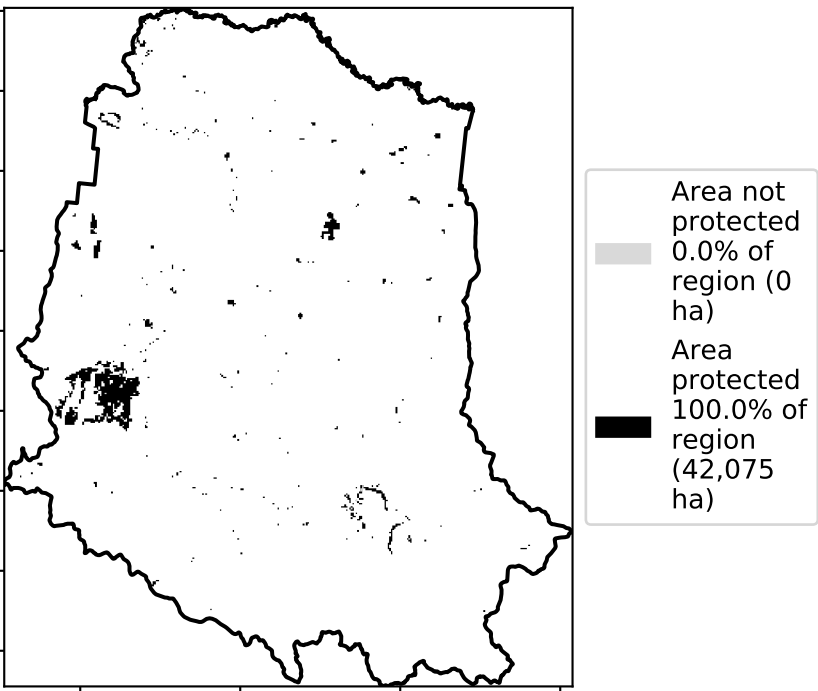 Area not
protected
0.0% of
region (0
ha)
Area
protected
100.0% of
region
(42,075
ha)